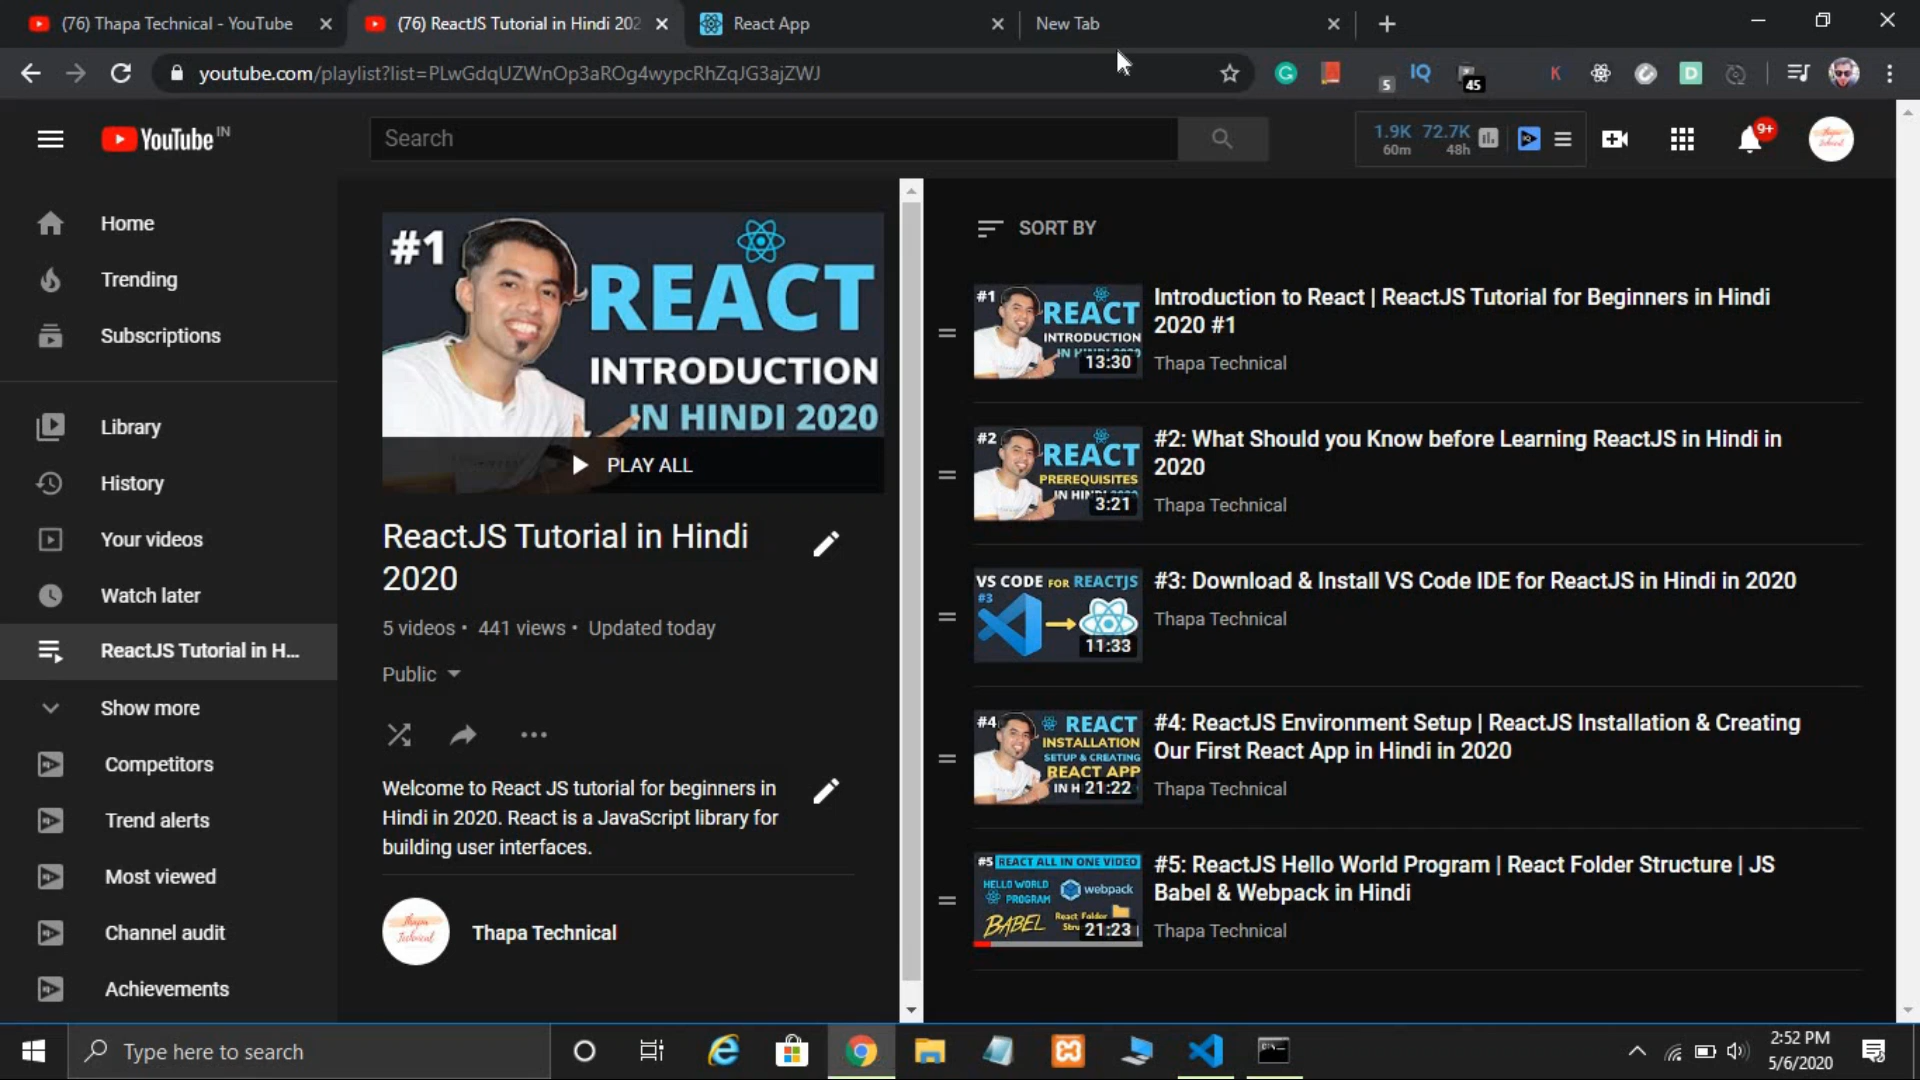 (76) Thapa Technical - YouTube
(76) ReactJS Tutorial in Hindi 202
React App
New Tab
youtube.com/playlist?list=PLwGdqUZWnOp3aROg4wypcRhZqJG3ajZWJ
5
IQ
45
K
D
YouTube IN
Search
1.9K 72.7K
60m 48h
9+
Home
Trending
Subscriptions
Library
History
Your videos
Watch later
ReactJS Tutorial in H...
Show more
Competitors
Trend alerts
Most viewed
Channel audit
Achievements
#1
REACT
INTRODUCTION
IN HINDI 2020
PLAY ALL
ReactJS Tutorial in Hindi
2020
5 videos • 441 views • Updated today
Public
Welcome to React JS tutorial for beginners in
Hindi in 2020. React is a JavaScript library for
building user interfaces.
Thapa Technical
Thapa Technical
SORT BY
#1
REACT
INTRODUCTION
13:30
Introduction to React | ReactJS Tutorial for Beginners in Hindi
2020 #1
Thapa Technical
#2
REACT
PREREQUISITES
3:21
#2: What Should you Know before Learning ReactJS in Hindi in
2020
Thapa Technical
VS CODE FOR REACTJS
#3
11:33
#3: Download & Install VS Code IDE for ReactJS in Hindi in 2020
Thapa Technical
#4
REACT
INSTALLATION
SETUP & CREATING
REACT APP
21:22
#4: ReactJS Environment Setup | ReactJS Installation & Creating
Our First React App in Hindi in 2020
Thapa Technical
#5 REACT ALL IN ONE VIDEO
HELLO WORLD
PROGRAM
webpack
BABEL
React Folder
21:23
#5: ReactJS Hello World Program | React Folder Structure | JS
Babel & Webpack in Hindi
Thapa Technical
Type here to search
2:52 PM
5/6/2020